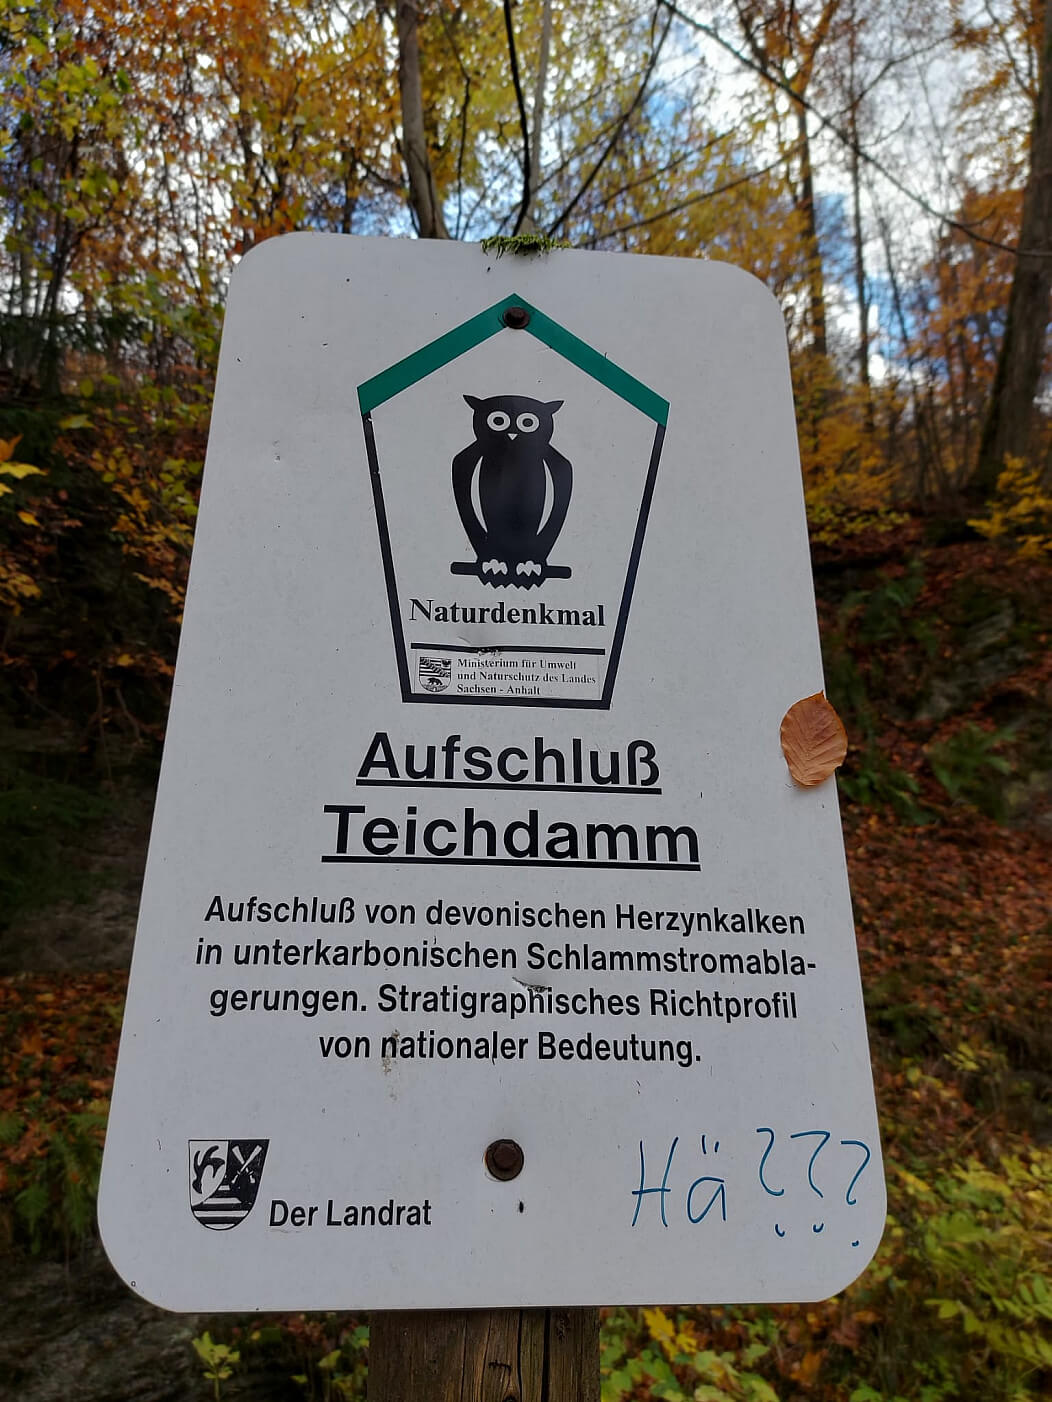 Naturdenkmal
Ministerium für Umwelt
und Naturschutz des Landes
Sachsen - Anhalt
Aufschluß
Teichdamm
Aufschluß von devonischen Herzynkalken
in unterkarbonischen Schlammstromabla-
gerungen. Stratigraphisches Richtprofil
von nationaler Bedeutung.
Der Landrat
Hä???